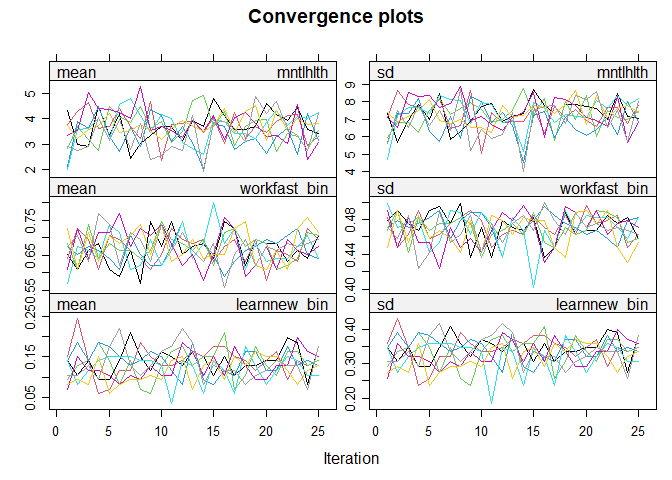 Convergence plots
mean mntlhlth
sd mntlhlth
2 3 4 5
4 5 6 7 8 9
mean workfast_bin
sd workfast_bin
0.55 0.65 0.75
0.40 0.44 0.48
mean learnnew_bin
sd learnnew_bin
0.05 0.15 0.250
0.20 0.30 0.40
0 5 10 15 20 25
0 5 10 15 20 25
Iteration